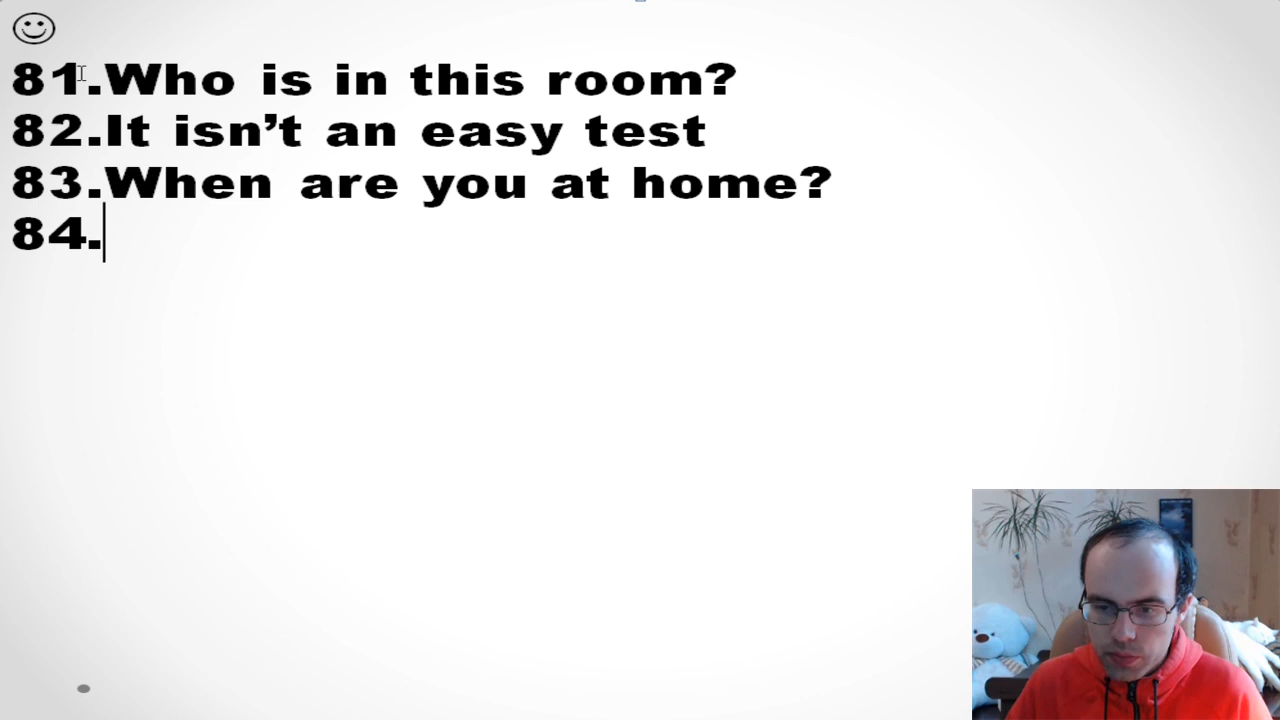 81.Who is in this room?
82.It isn’t an easy test
83.When are you at home?
84.